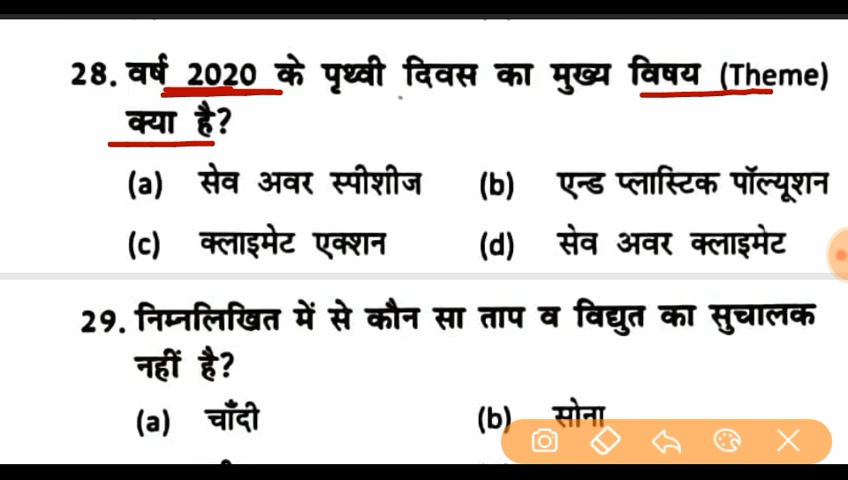 28. वर्ष 2020 के पृथ्वी दिवस का मुख्य विषय (Theme)
क्या है?
(a) सेव अवर स्पीशीज (b) एन्ड प्लास्टिक पॉल्यूशन
(c) क्लाइमेट एक्शन (d) सेव अवर क्लाइमेट
29. निम्नलिखित में से कौन सा ताप व विद्युत का सुचालक
नहीं है?
(a) चाँदी (b) सोना